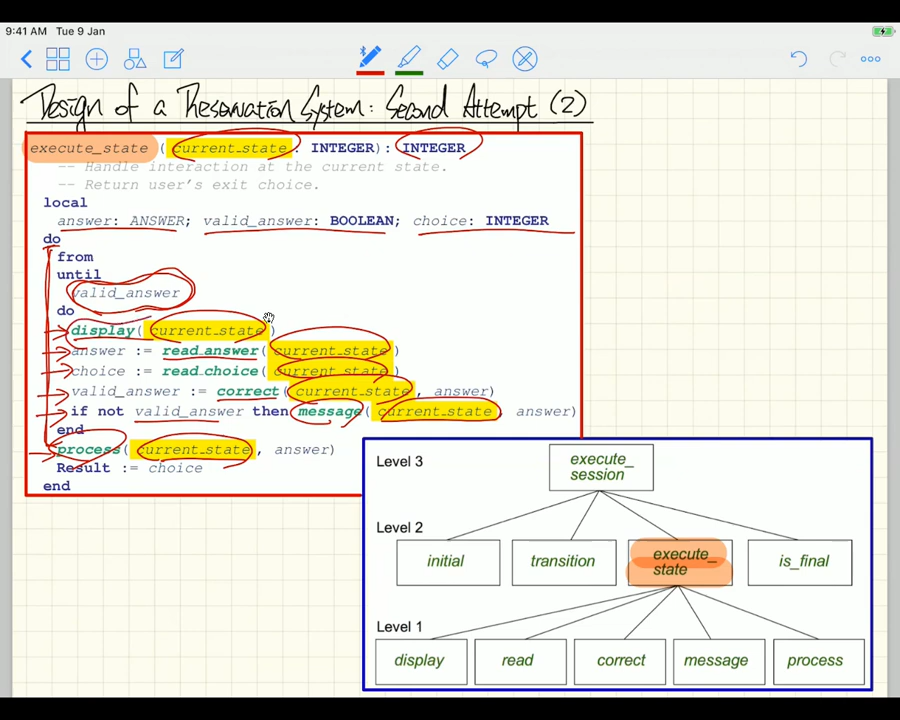 9:41 AM Tue 9 Jan
Design of a Reservation System: Second Attempt (2)
execute_state (current_state : INTEGER): INTEGER
-- Handle interaction at the current state.
-- Return user's exit choice.
local
answer: ANSWER; valid_answer: BOOLEAN; choice: INTEGER
do
from
until
valid_answer
do
display( current_state )
answer := read_answer( current_state )
choice := read_choice( current_state )
valid_answer := correct( current_state , answer)
if not valid_answer then message( current_state , answer)
end
process( current_state , answer)
Result := choice
end
Level 3
execute_
session
Level 2
initial
transition
execute_
state
is_final
Level 1
display
read
correct
message
process